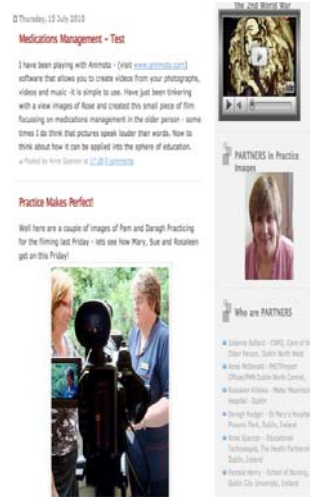 Thursday, 15 July 2010
Medications Management - Test
I have been playing with Animoto - (visit www.animoto.com)
software that allows you to create videos from your photographs,
videos and music -it is simple to use. Have just been tinkering
with a view images of Rose and created this small piece of film
focussing on medications management in the older person - some
times I do think that pictures speak louder than words. Now to
think about how it can be applied into the sphere of education.
Posted by Anne Spencer at 17:28 0 comments
Practice Makes Perfect!
Well here are a couple of images of Pam and Daragh Practicing
for the filming last Friday - lets see how Mary, Sue and Rosaleen
get on this Friday!
the 2nd World War
PARTNERS in Practice
Images
Who are PARTNERS
Julianne Ballard - CNM2, Care of the
Older Person, Dublin North West
Anne McDonald - PARTNERS
Officer/PHN Dublin North Central,
Rosaleen Killalea - Mater Misericordiae
Hospital - Dublin
Daragh Rodger - St Mary's Hospital
Phoenix Park, Dublin, Ireland
Anne Spencer - Educational
Technologist, The Health Partnership
Dublin, Ireland
Pamela Henry - School of Nursing,
Dublin City University, Ireland